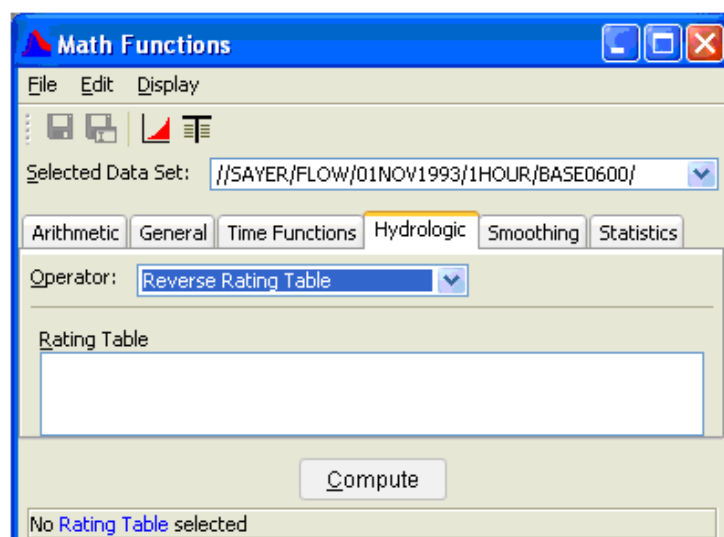 Math Functions
File Edit Display
Selected Data Set: //SAYER/FLOW/01NOV1993/1HOUR/BASE0600/
Arithmetic General Time Functions Hydrologic Smoothing Statistics
Operator: Reverse Rating Table
Rating Table
Compute
No Rating Table selected